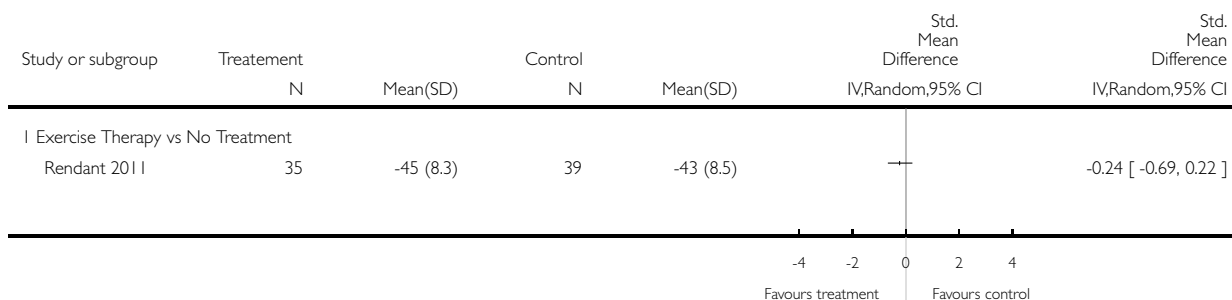 Std.
Mean
Difference
Std.
Mean
Difference
Study or subgroup Treatement Control
N Mean(SD) N Mean(SD) IV,Random,95% CI IV,Random,95% CI
1 Exercise Therapy vs No Treatment
Rendant 2011 35 -45 (8.3) 39 -43 (8.5) -0.24 [ -0.69, 0.22 ]
-4 -2 0 2 4
Favours treatment Favours control